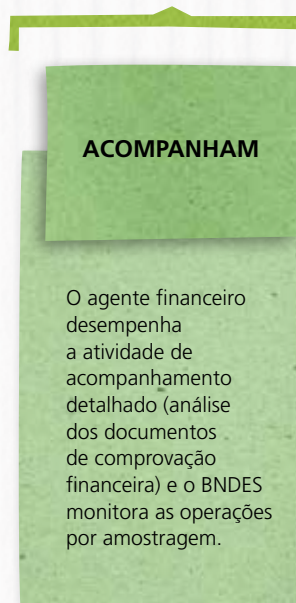 ACOMPANHAM
O agente financeiro
desempenha
a atividade de
acompanhamento
detalhado (análise
dos documentos
de comprovação
financeira) e o BNDES
monitora as operações
por amostragem.